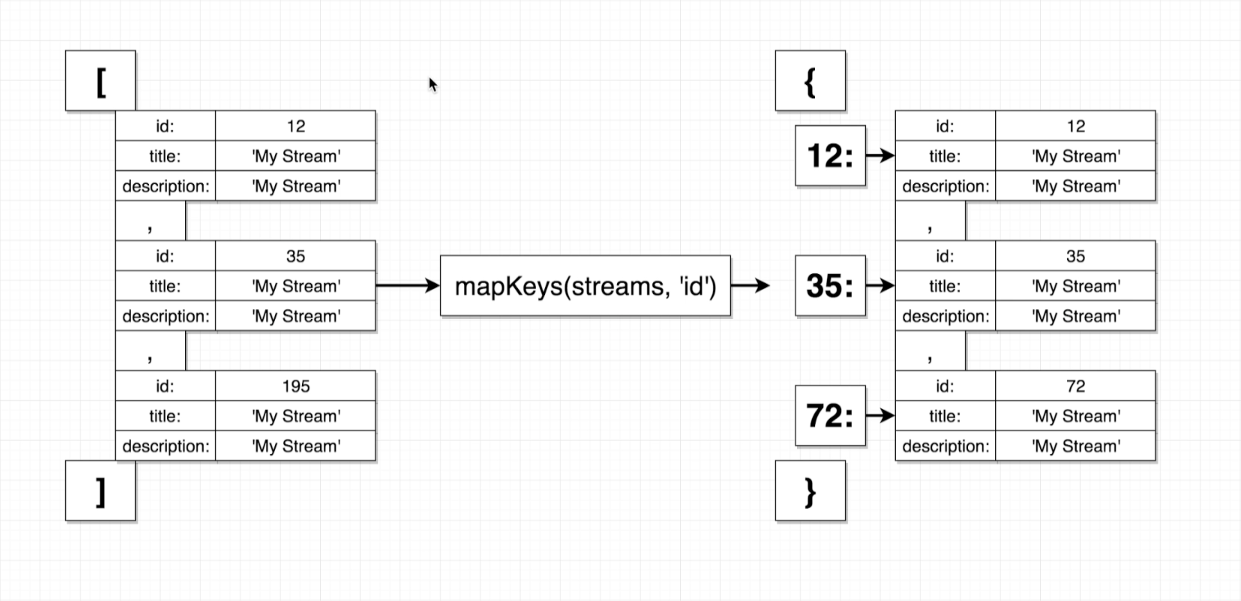 [
id: 12
title: 'My Stream'
description: 'My Stream'
,
id: 35
title: 'My Stream'
description: 'My Stream'
,
id: 195
title: 'My Stream'
description: 'My Stream'
]
mapKeys(streams, 'id')
{
12:
id: 12
title: 'My Stream'
description: 'My Stream'
,
35:
id: 35
title: 'My Stream'
description: 'My Stream'
,
72:
id: 72
title: 'My Stream'
description: 'My Stream'
}